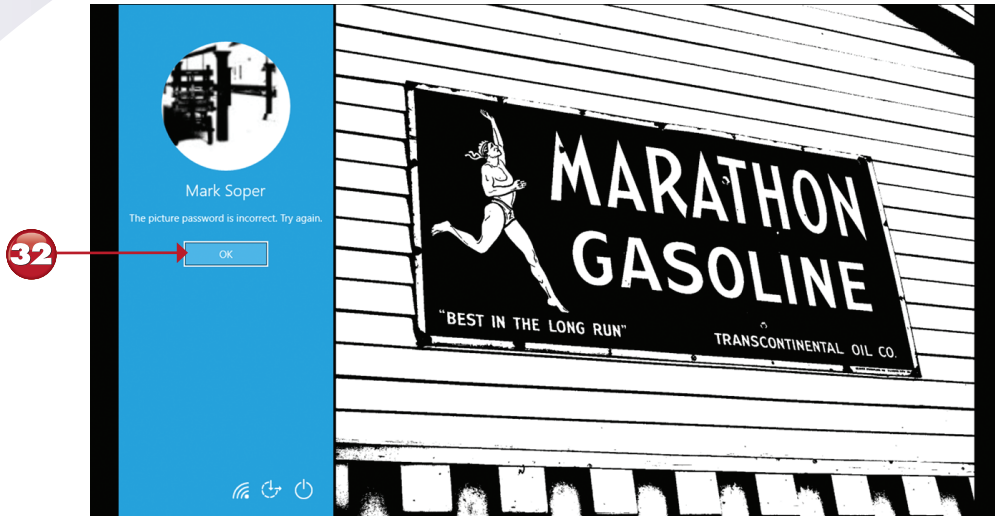 Mark Soper
The picture password is incorrect. Try again.
32
OK
MARATHON
GASOLINE
"BEST IN THE LONG RUN"
TRANSCONTINENTAL OIL CO.